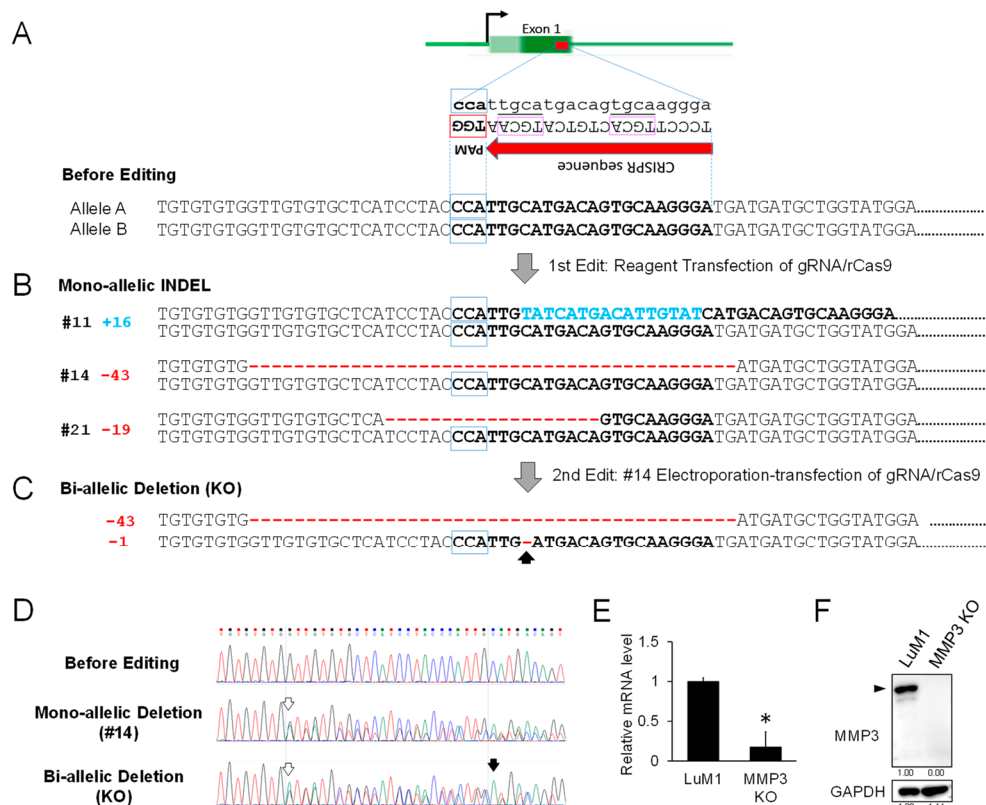 A
Exon 1
ccattgcatgacagtgcaaggga
GGTAACGTACTGTCACGTTCCCT
PAM
CRISPR sequence
Before Editing
Allele A TGTGTGTGGTTGTGTGCTCATCCTACCCATTGCATGACAGTGCAAGGGATGATGATGCTGGTATGGA
Allele B TGTGTGTGGTTGTGTGCTCATCCTACCCATTGCATGACAGTGCAAGGGATGATGATGCTGGTATGGA
1st Edit: Reagent Transfection of gRNA/rCas9
B
Mono-allelic INDEL
#11 +16 TGTGTGTGGTTGTGTGCTCATCCTACCCATTGTATCATGACATTGTATCATGACAGTGCAAGGGA
TGTGTGTGGTTGTGTGCTCATCCTACCCATTGCATGACAGTGCAAGGGATGATGATGCTGGTATGGA
#14 -43 TGTGTGTG-------------------------------------------ATGATGCTGGTATGGA
TGTGTGTGGTTGTGTGCTCATCCTACCCATTGCATGACAGTGCAAGGGATGATGATGCTGGTATGGA
#21 -19 TGTGTGTGGTTGTGTGCTCA-------------------GTGCAAGGGATGATGATGCTGGTATGGA
TGTGTGTGGTTGTGTGCTCATCCTACCCATTGCATGACAGTGCAAGGGATGATGATGCTGGTATGGA
2nd Edit: #14 Electroporation-transfection of gRNA/rCas9
C
Bi-allelic Deletion (KO)
-43 TGTGTGTG-------------------------------------------ATGATGCTGGTATGGA
-1 TGTGTGTGGTTGTGTGCTCATCCTACCCATTG-ATGACAGTGCAAGGGATGATGATGCTGGTATGGA
D
Before Editing
Mono-allelic Deletion
(#14)
Bi-allelic Deletion
(KO)
E
Relative mRNA level
1.5
1
0.5
0
*
LuM1
MMP3
KO
F
LuM1
MMP3 KO
MMP3
1.00 0.00
GAPDH